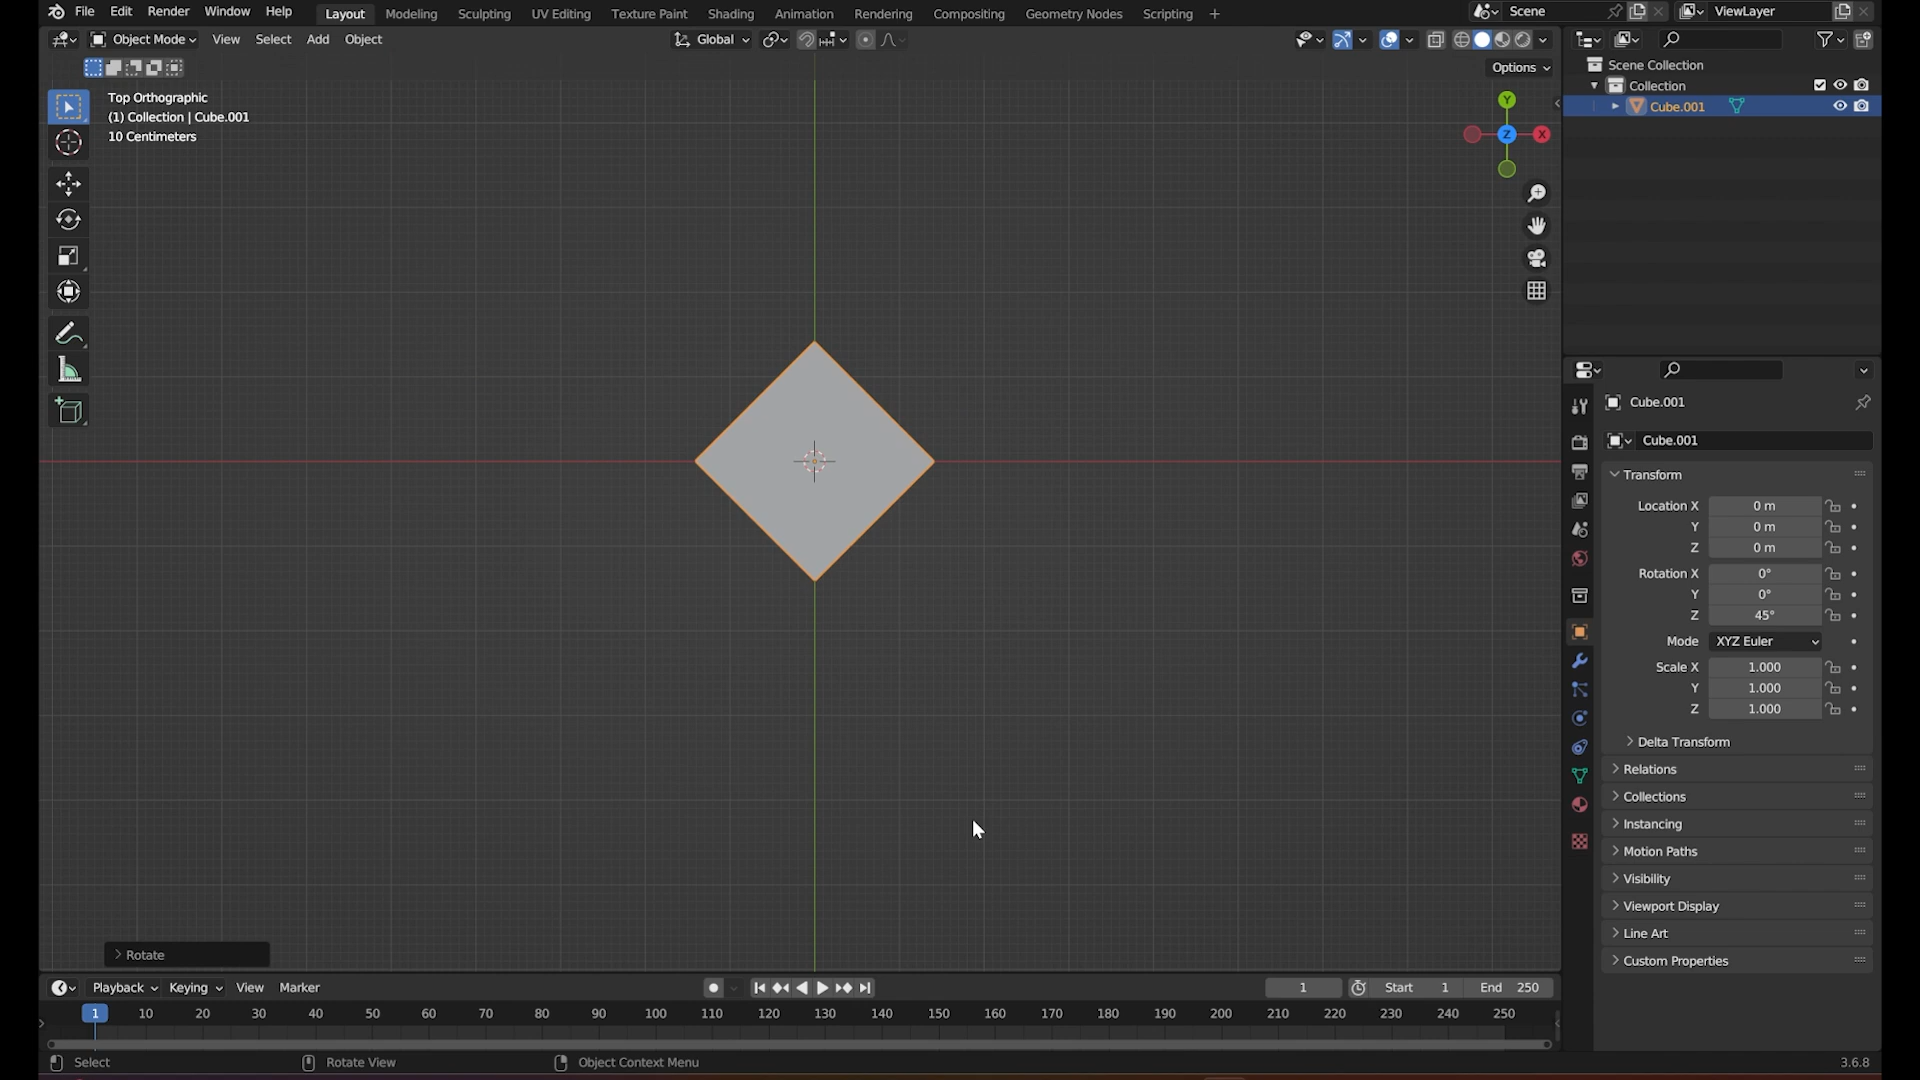 File Edit Render Window Help Layout Modeling Sculpting UV Editing Texture Paint Shading Animation Rendering Compositing Geometry Nodes Scripting + Scene ViewLayer
Object Mode View Select Add Object Global
Options
Top Orthographic
(1) Collection | Cube.001
10 Centimeters
Y
X
Z
Scene Collection
Collection
Cube.001
Cube.001
Cube.001
Transform
Location X 0 m
Y 0 m
Z 0 m
Rotation X 0°
Y 0°
Z 45°
Mode XYZ Euler
Scale X 1.000
Y 1.000
Z 1.000
Delta Transform
Relations
Collections
Instancing
Motion Paths
Visibility
Viewport Display
Line Art
Custom Properties
Rotate
Playback Keying View Marker 1 Start 1 End 250
1 10 20 30 40 50 60 70 80 90 100 110 120 130 140 150 160 170 180 190 200 210 220 230 240 250
Select Rotate View Object Context Menu 3.6.8